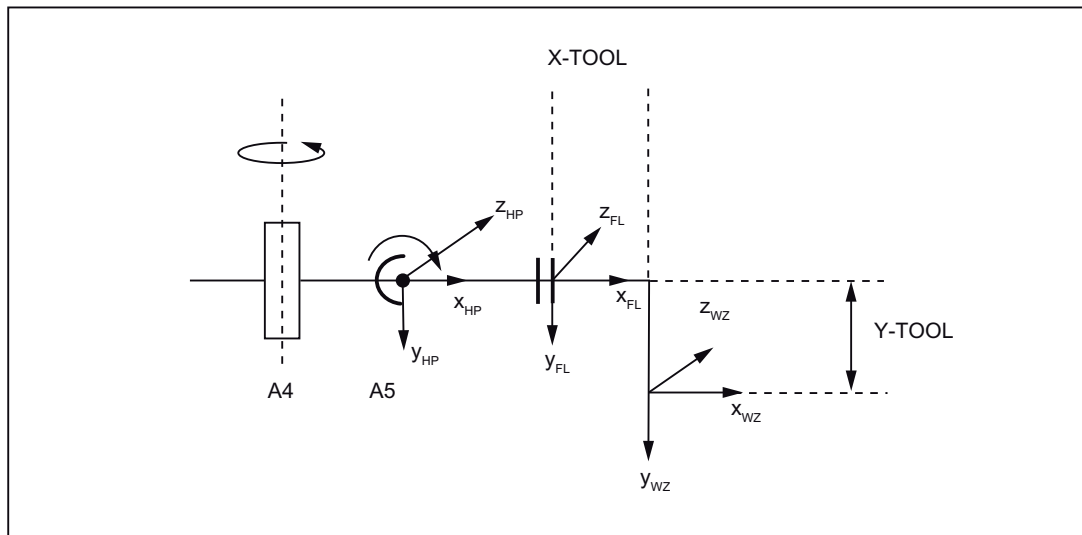 X-TOOL
z_HP
z_FL
x_HP
x_FL
z_WZ
Y-TOOL
y_HP
y_FL
A4
A5
x_WZ
y_WZ